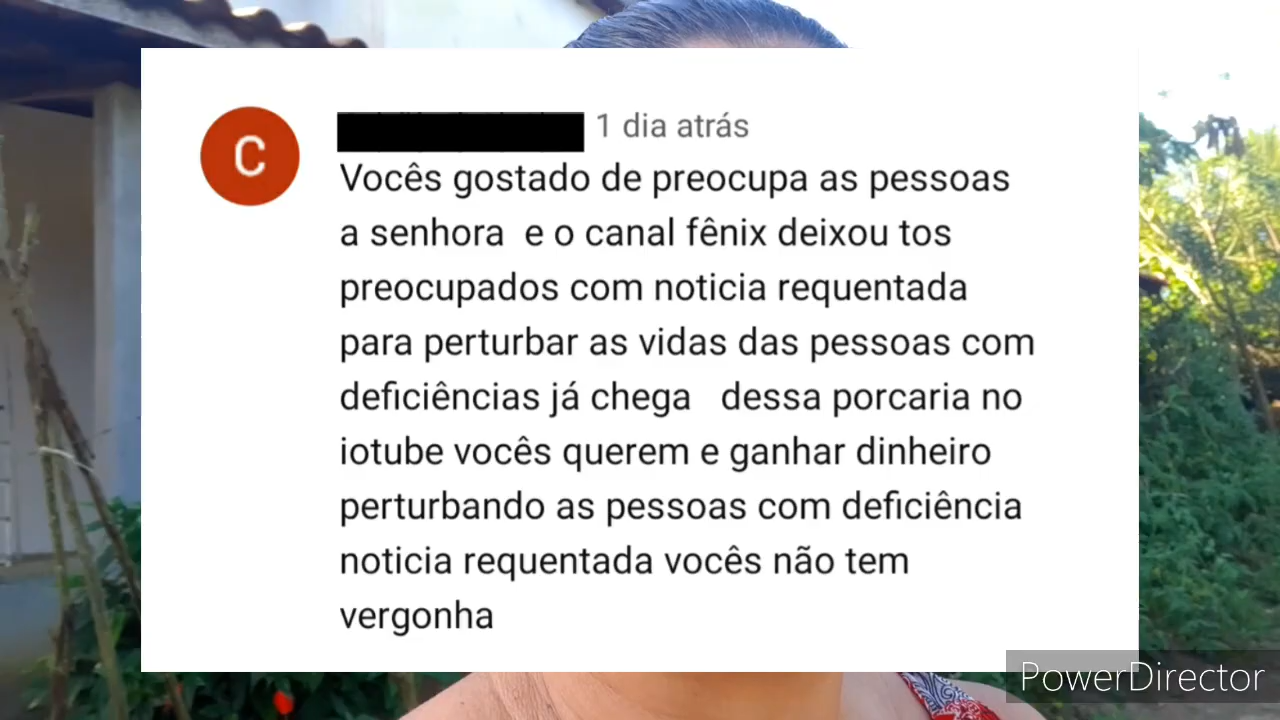 C
1 dia atrás
Vocês gostado de preocupa as pessoas
a senhora e o canal fênix deixou tos
preocupados com noticia requentada
para perturbar as vidas das pessoas com
deficiências já chega dessa porcaria no
iotube vocês querem e ganhar dinheiro
perturbando as pessoas com deficiência
noticia requentada vocês não tem
vergonha
PowerDirector